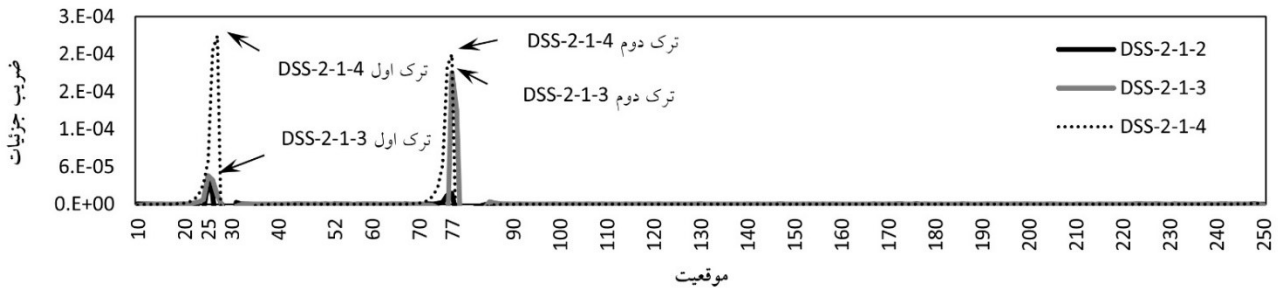 3.E-04
2.E-04
2.E-04
1.E-04
6.E-05
0.E+00
ضریب جزئیات
ترک اول DSS-2-1-4
ترک اول DSS-2-1-3
ترک دوم DSS-2-1-4
ترک دوم DSS-2-1-3
DSS-2-1-2
DSS-2-1-3
DSS-2-1-4
10 20 25 30 40 52 60 70 77 90 100 110 120 130 140 150 160 170 180 190 200 210 220 230 240 250
موقعیت